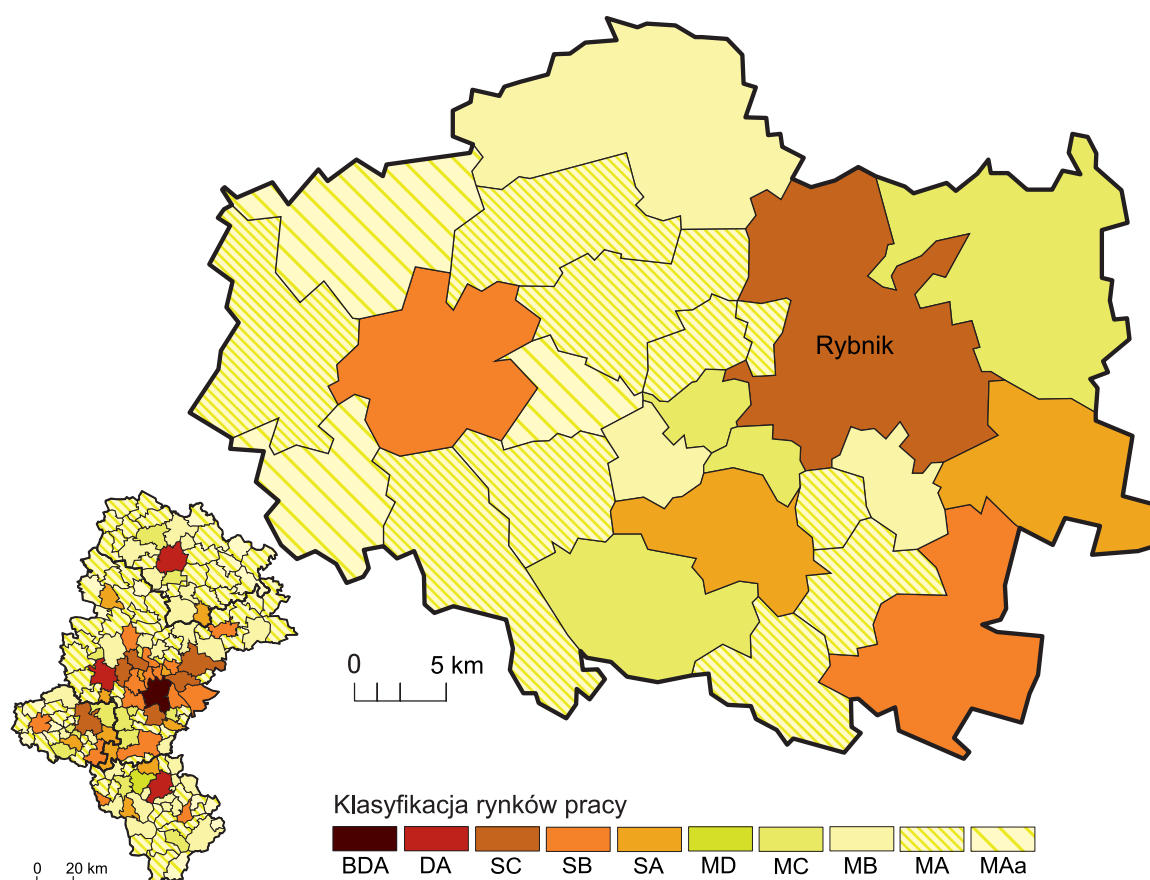 Rybnik
0 5 km
Klasyfikacja rynków pracy
BDA DA SC SB SA MD MC MB MA MAa
0 20 km